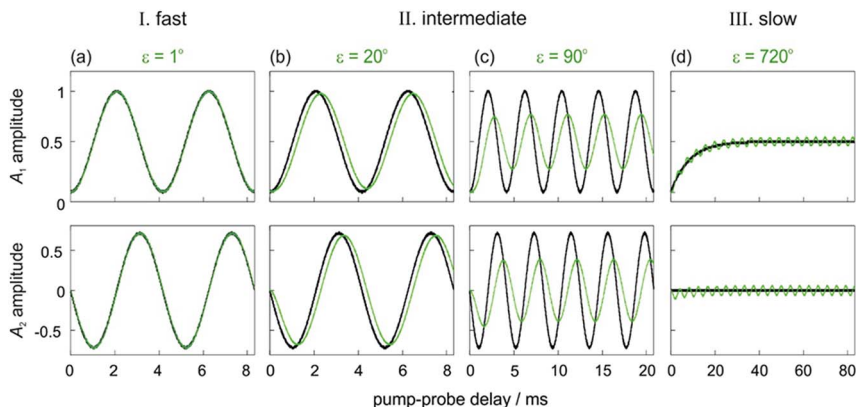 I. fast II. intermediate III. slow
(a) ε = 1° (b) ε = 20° (c) ε = 90° (d) ε = 720°
A1 amplitude
1
0.5
0
A2 amplitude
0.5
0
-0.5
0 2 4 6 8 0 2 4 6 8 0 5 10 15 20 0 20 40 60 80
pump-probe delay / ms